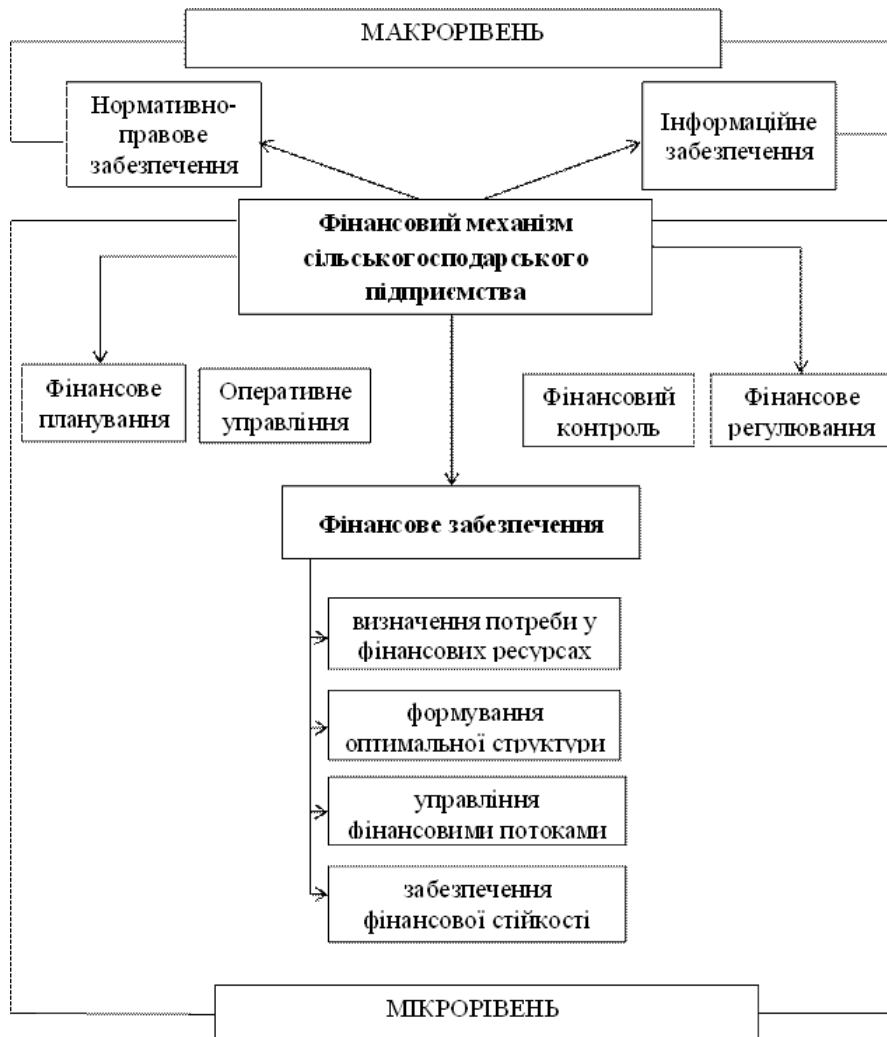 МАКРОРІВЕНЬ
Нормативно-
правове
забезпечення
Інформаційне
забезпечення
Фінансовий механізм
сільськогосподарського
підприємства
Фінансове
планування
Оперативне
управління
Фінансовий
контроль
Фінансове
регулювання
Фінансове забезпечення
визначення потреби у
фінансових ресурсах
формування
оптимальної структури
управління
фінансовими потоками
забезпечення
фінансової стійкості
МІКРОРІВЕНЬ